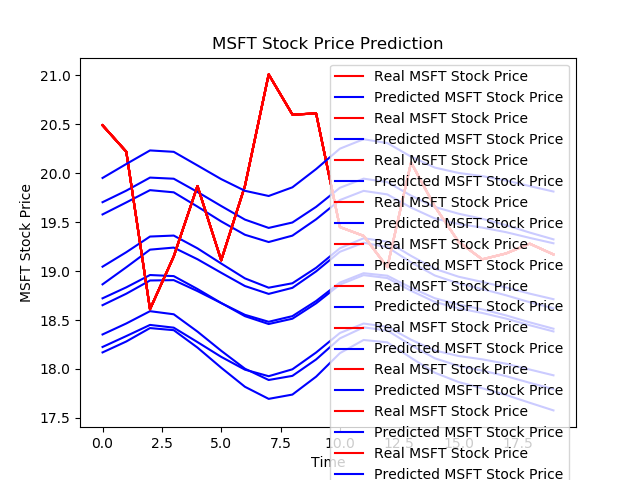 MSFT Stock Price Prediction
MSFT Stock Price
21.0
20.5
20.0
19.5
19.0
18.5
18.0
17.5
0.0
2.5
5.0
7.5
10.0
12.5
15.0
17.5
Time
Real MSFT Stock Price
Predicted MSFT Stock Price
Real MSFT Stock Price
Predicted MSFT Stock Price
Real MSFT Stock Price
Predicted MSFT Stock Price
Real MSFT Stock Price
Predicted MSFT Stock Price
Real MSFT Stock Price
Predicted MSFT Stock Price
Real MSFT Stock Price
Predicted MSFT Stock Price
Real MSFT Stock Price
Predicted MSFT Stock Price
Real MSFT Stock Price
Predicted MSFT Stock Price
Real MSFT Stock Price
Predicted MSFT Stock Price
Real MSFT Stock Price
Predicted MSFT Stock Price